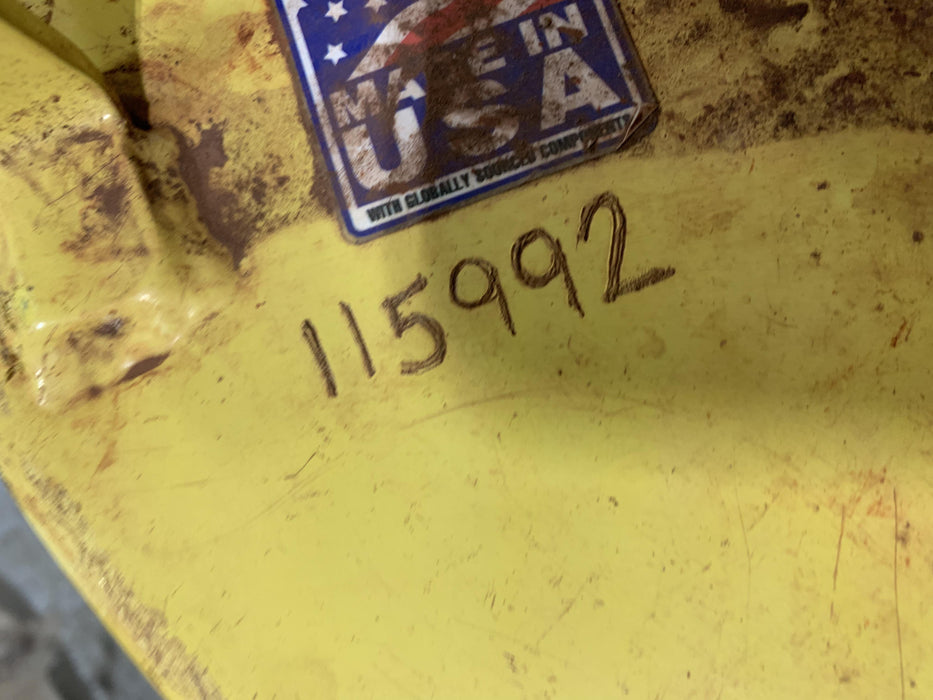 MADE IN
USA
WITH GLOBALLY SOURCED COMPONENTS
115992